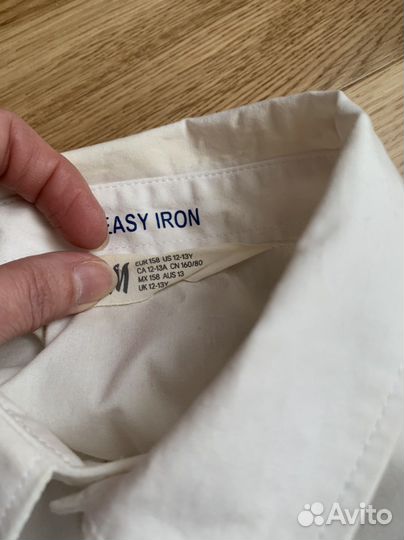 EASY IRON
EUR 158 US 12-13Y
CA 12-13A CN 160/80
MX 158 AUS 13
UK 12-13Y
Avito